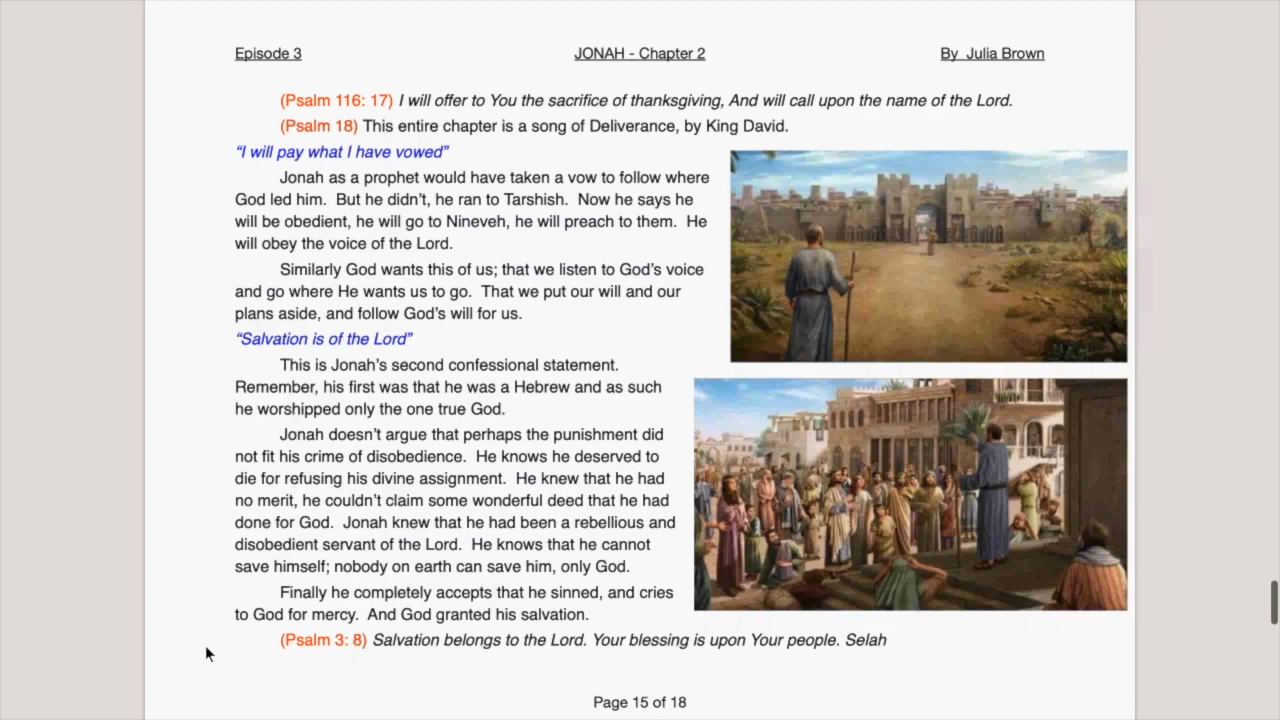 Episode 3
JONAH - Chapter 2
By Julia Brown
(Psalm 116: 17) I will offer to You the sacrifice of thanksgiving, And will call upon the name of the Lord.
(Psalm 18) This entire chapter is a song of Deliverance, by King David.
“I will pay what I have vowed”
Jonah as a prophet would have taken a vow to follow where
God led him. But he didn’t, he ran to Tarshish. Now he says he
will be obedient, he will go to Nineveh, he will preach to them. He
will obey the voice of the Lord.
Similarly God wants this of us; that we listen to God’s voice
and go where He wants us to go. That we put our will and our
plans aside, and follow God’s will for us.
“Salvation is of the Lord”
This is Jonah’s second confessional statement.
Remember, his first was that he was a Hebrew and as such
he worshipped only the one true God.
Jonah doesn’t argue that perhaps the punishment did
not fit his crime of disobedience. He knows he deserved to
die for refusing his divine assignment. He knew that he had
no merit, he couldn’t claim some wonderful deed that he had
done for God. Jonah knew that he had been a rebellious and
disobedient servant of the Lord. He knows that he cannot
save himself; nobody on earth can save him, only God.
Finally he completely accepts that he sinned, and cries
to God for mercy. And God granted his salvation.
(Psalm 3: 8) Salvation belongs to the Lord. Your blessing is upon Your people. Selah
Page 15 of 18